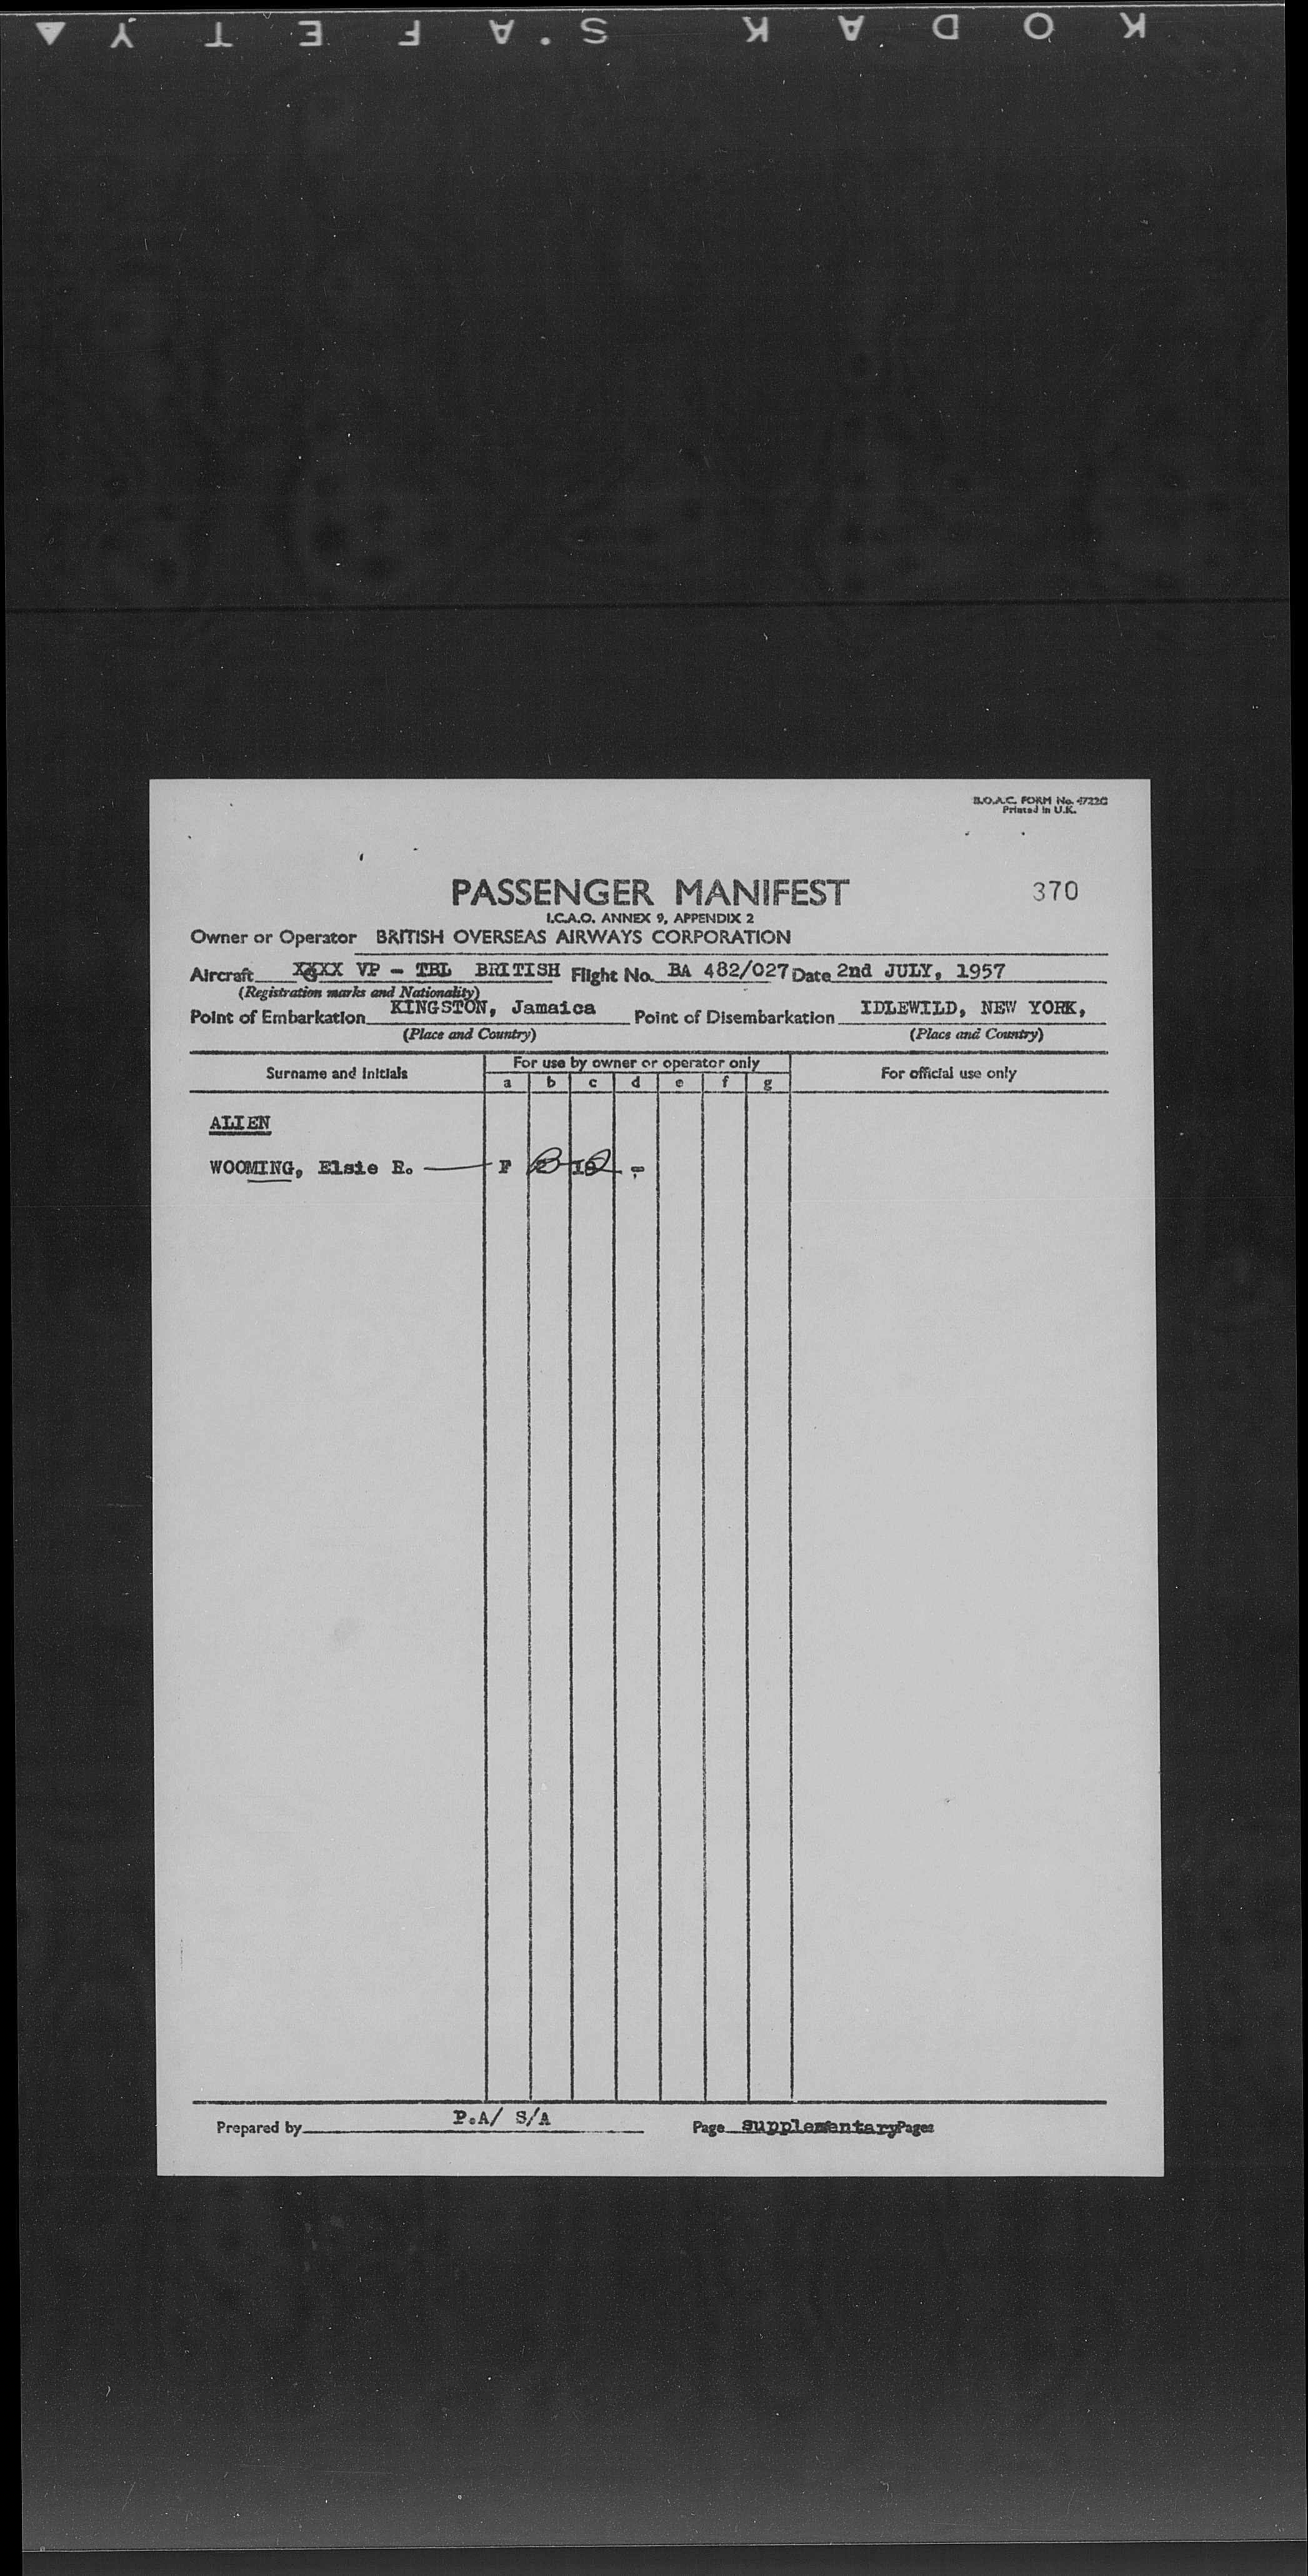 KODAK S.AFETY
B.O.A.C. FORM No. 4722C
Printed in U.K.
PASSENGER MANIFEST 370
I.C.A.O. ANNEX 9, APPENDIX 2
Owner or Operator BRITISH OVERSEAS AIRWAYS CORPORATION
Aircraft XXXX VP - TBL BRITISH Flight No. BA 482/027 Date 2nd JULY, 1957
(Registration marks and Nationality)
Point of Embarkation KINGSTON, Jamaica Point of Disembarkation IDLEWILD, NEW YORK,
(Place and Country) (Place and Country)
Surname and Initials For use by owner or operator only For official use only
a b c d e f g
ALIEN
WOOMING, Elsie R. F -
Prepared by P.A/ S/A Page Supplementary Pages